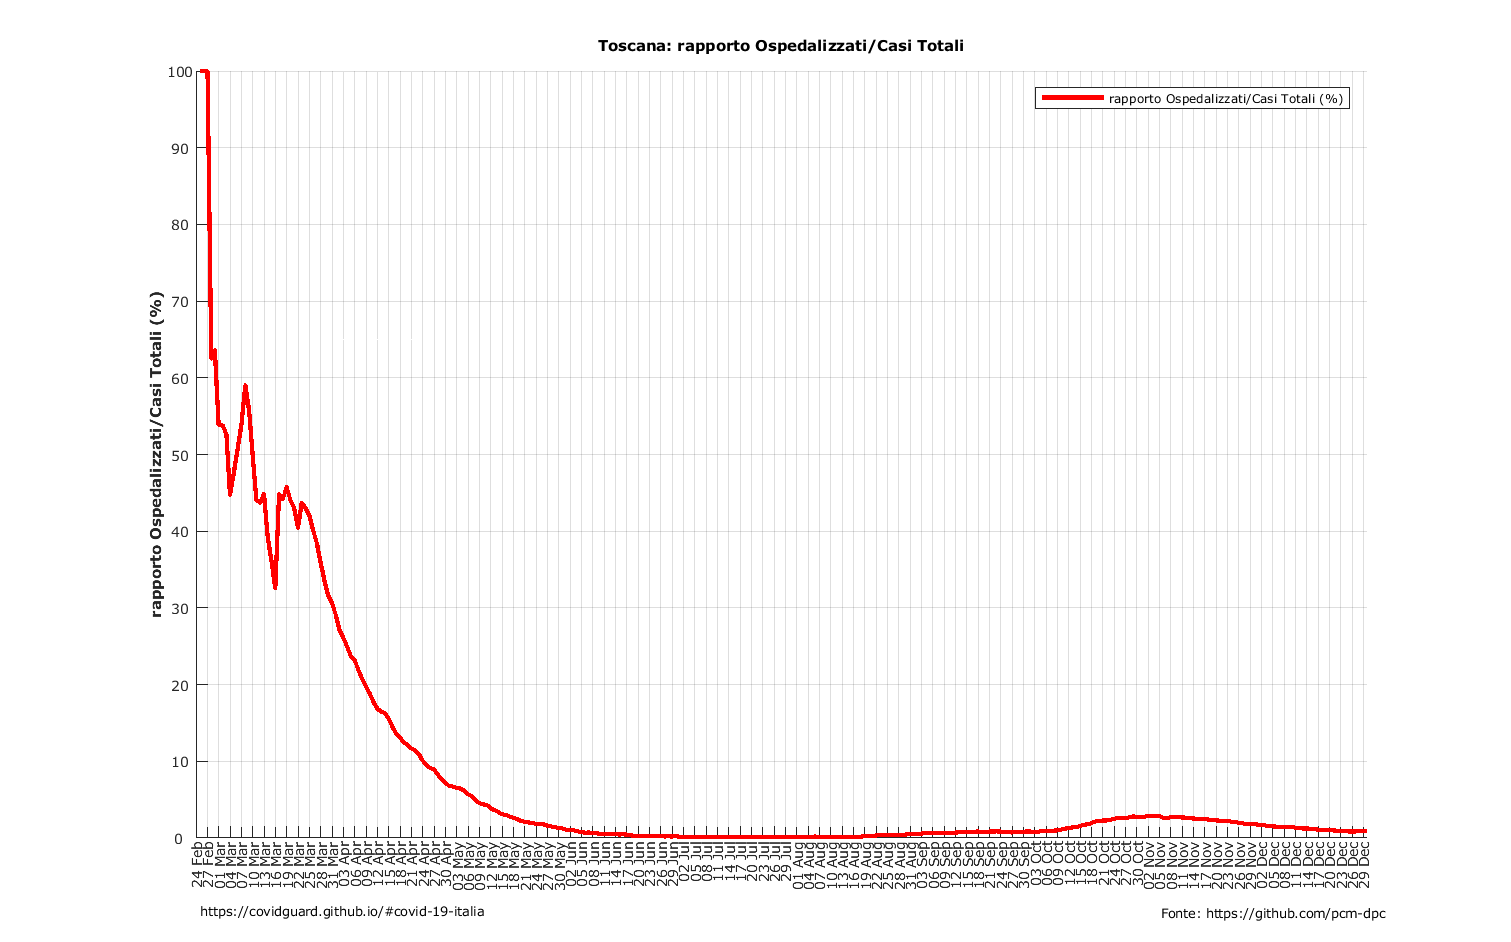 Toscana: rapporto Ospedalizzati/Casi Totali
rapporto Ospedalizzati/Casi Totali (%)
rapporto Ospedalizzati/Casi Totali (%)
100
90
80
70
60
50
40
30
20
10
0
24 Feb
27 Feb
01 Mar
04 Mar
07 Mar
10 Mar
13 Mar
16 Mar
19 Mar
22 Mar
25 Mar
28 Mar
31 Mar
03 Apr
06 Apr
09 Apr
12 Apr
15 Apr
18 Apr
21 Apr
24 Apr
27 Apr
30 Apr
03 May
06 May
09 May
12 May
15 May
18 May
21 May
24 May
27 May
30 May
02 Jun
05 Jun
08 Jun
11 Jun
14 Jun
17 Jun
20 Jun
23 Jun
26 Jun
29 Jun
02 Jul
05 Jul
08 Jul
11 Jul
14 Jul
17 Jul
20 Jul
23 Jul
26 Jul
29 Jul
01 Aug
04 Aug
07 Aug
10 Aug
13 Aug
16 Aug
19 Aug
22 Aug
25 Aug
28 Aug
31 Aug
03 Sep
06 Sep
09 Sep
12 Sep
15 Sep
18 Sep
21 Sep
24 Sep
27 Sep
30 Sep
03 Oct
06 Oct
09 Oct
12 Oct
15 Oct
18 Oct
21 Oct
24 Oct
27 Oct
30 Oct
02 Nov
05 Nov
08 Nov
11 Nov
14 Nov
17 Nov
20 Nov
23 Nov
26 Nov
29 Nov
02 Dec
05 Dec
08 Dec
11 Dec
14 Dec
17 Dec
20 Dec
23 Dec
26 Dec
29 Dec
https://covidguard.github.io/#covid-19-italia
Fonte: https://github.com/pcm-dpc